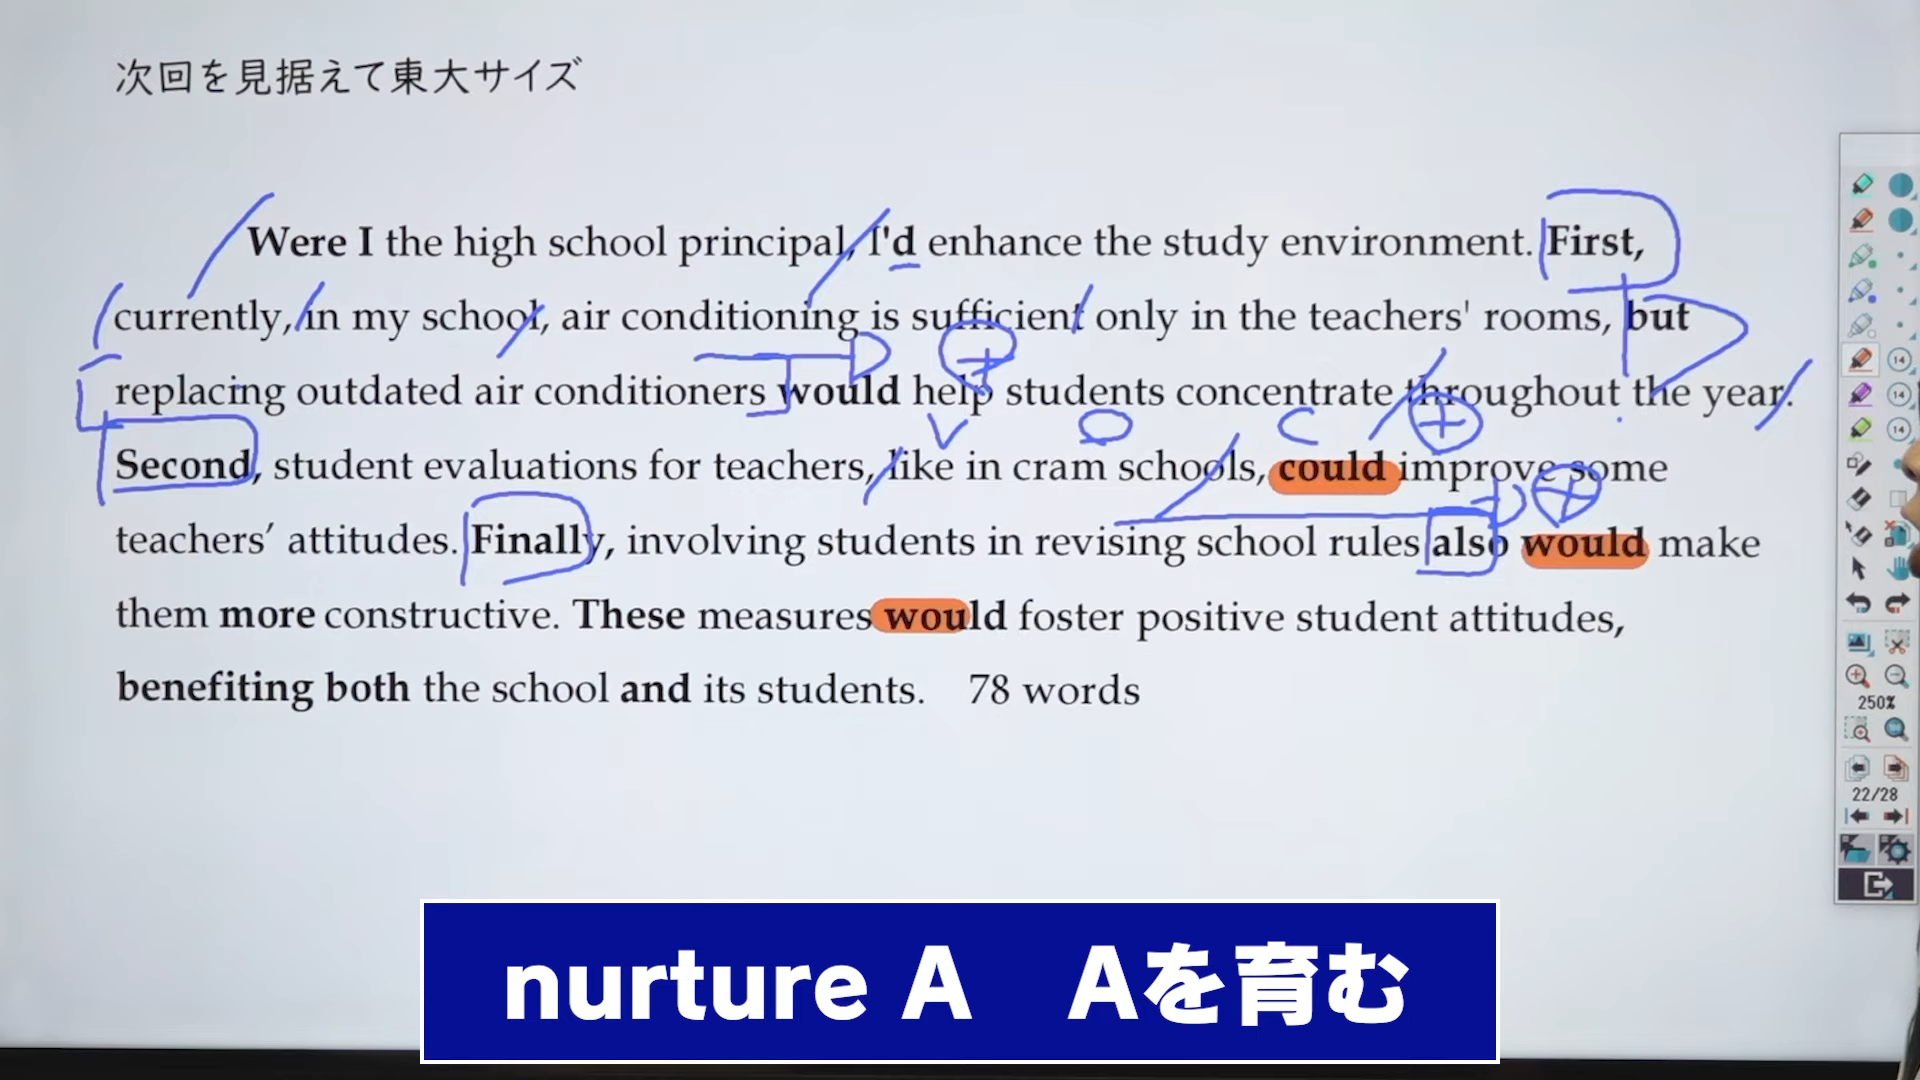 次回を見据えて東大サイズ
Were I the high school principal, I'd enhance the study environment. First,
currently, in my school, air conditioning is sufficient only in the teachers' rooms, but
replacing outdated air conditioners would help students concentrate throughout the year.
Second, student evaluations for teachers, like in cram schools, could improve some
teachers’ attitudes. Finally, involving students in revising school rules also would make
them more constructive. These measures would foster positive student attitudes,
benefiting both the school and its students. 78 words
V O C
14
14
14
250%
22/28
nurture A Aを育む